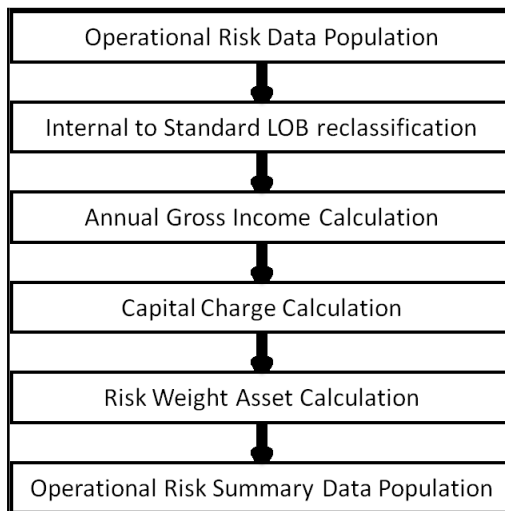 Operational Risk Data Population
Internal to Standard LOB reclassification
Annual Gross Income Calculation
Capital Charge Calculation
Risk Weight Asset Calculation
Operational Risk Summary Data Population